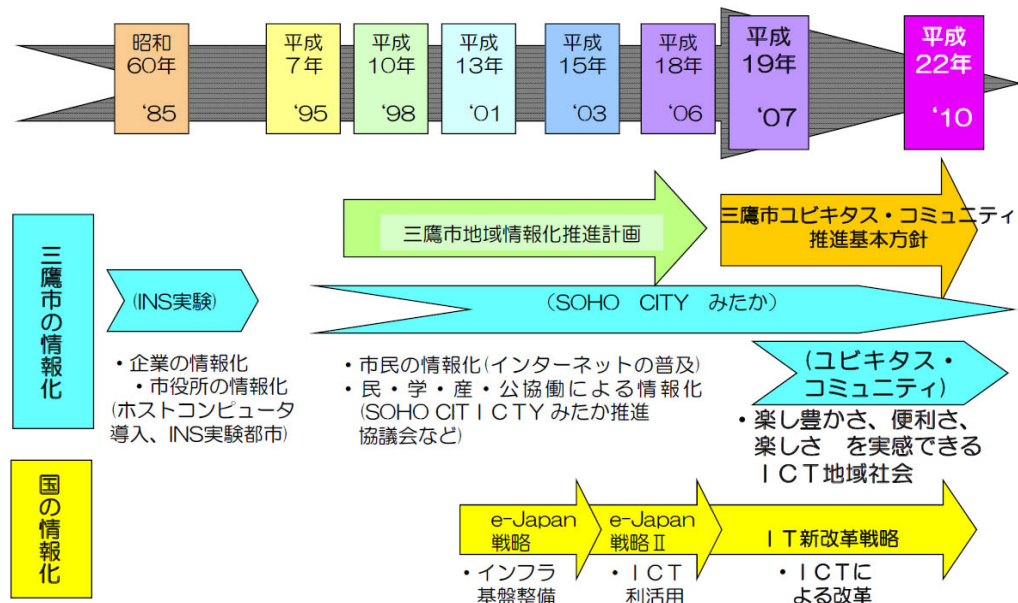 昭和
60年
‘85
平成
7年
‘95
平成
10年
‘98
平成
13年
‘01
平成
15年
‘03
平成
18年
‘06
平成
19年
‘07
平成
22年
‘10
三鷹市の情報化
三鷹市地域情報化推進計画
三鷹市ユビキタス・コミュニティ
推進基本方針
(INS実験)
（SOHO CITY みたか）
・企業の情報化
・市役所の情報化
(ホストコンピュータ
導入、INS実験都市)
・市民の情報化(インターネットの普及)
・民・学・産・公協働による情報化
(SOHO CITＩCTY みたか推進
協議会など)
(ユビキタス・
コミュニティ)
・楽し豊かさ、便利さ、
楽しさ　を実感できる
ＩＣＴ地域社会
国の情報化
e-Japan
戦略
e-Japan
戦略Ⅱ
ＩＴ新改革戦略
・インフラ
基盤整備
・ＩＣＴ
利活用
・ＩＣＴに
よる改革